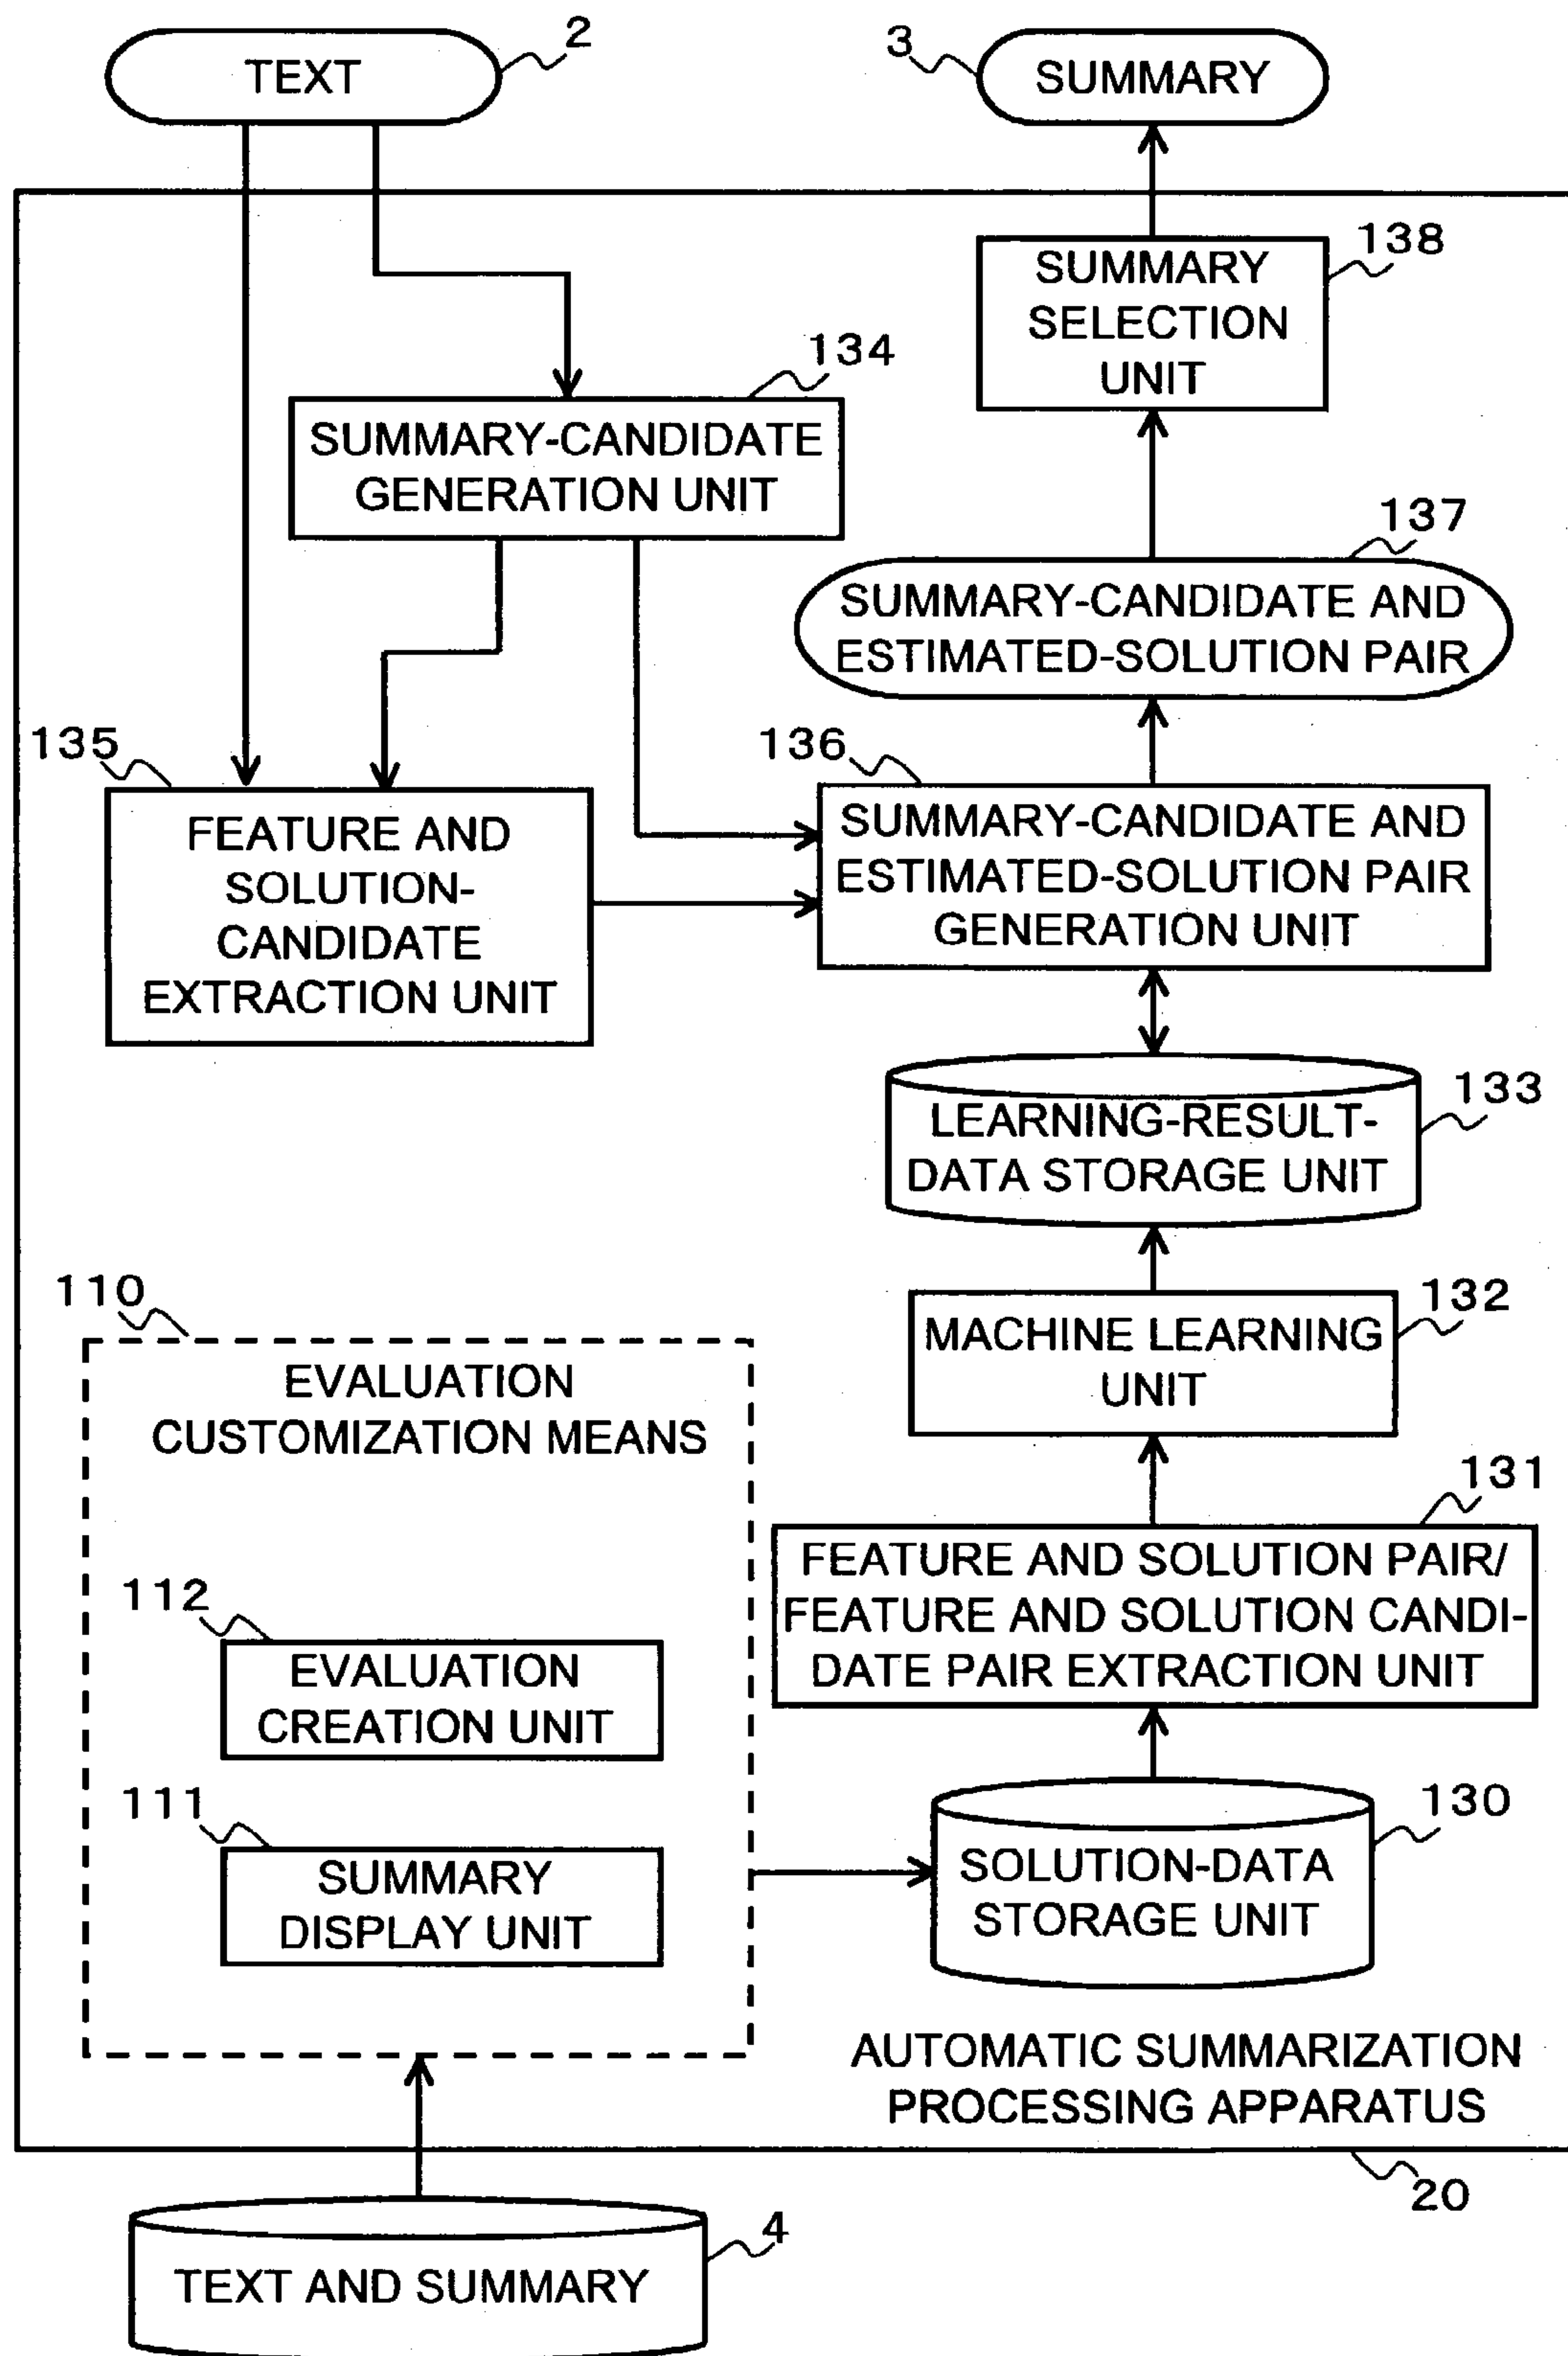 2
TEXT
3
SUMMARY
138
SUMMARY
SELECTION
UNIT
134
SUMMARY-CANDIDATE
GENERATION UNIT
137
SUMMARY-CANDIDATE AND
ESTIMATED-SOLUTION PAIR
135
FEATURE AND
SOLUTION-
CANDIDATE
EXTRACTION UNIT
136
SUMMARY-CANDIDATE AND
ESTIMATED-SOLUTION PAIR
GENERATION UNIT
133
LEARNING-RESULT-
DATA STORAGE UNIT
110
EVALUATION
CUSTOMIZATION MEANS
132
MACHINE LEARNING
UNIT
131
FEATURE AND SOLUTION PAIR/
FEATURE AND SOLUTION CANDI-
DATE PAIR EXTRACTION UNIT
112
EVALUATION
CREATION UNIT
111
SUMMARY
DISPLAY UNIT
130
SOLUTION-DATA
STORAGE UNIT
AUTOMATIC SUMMARIZATION
PROCESSING APPARATUS
20
4
TEXT AND SUMMARY